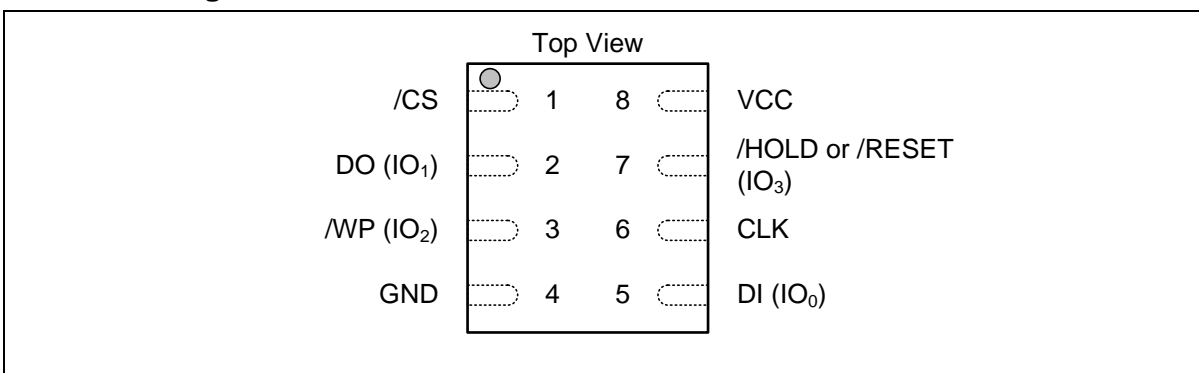 Top View
/CS 1 8 VCC
DO (IO₁) 2 7 /HOLD or /RESET
(IO₃)
/WP (IO₂) 3 6 CLK
GND 4 5 DI (IO₀)